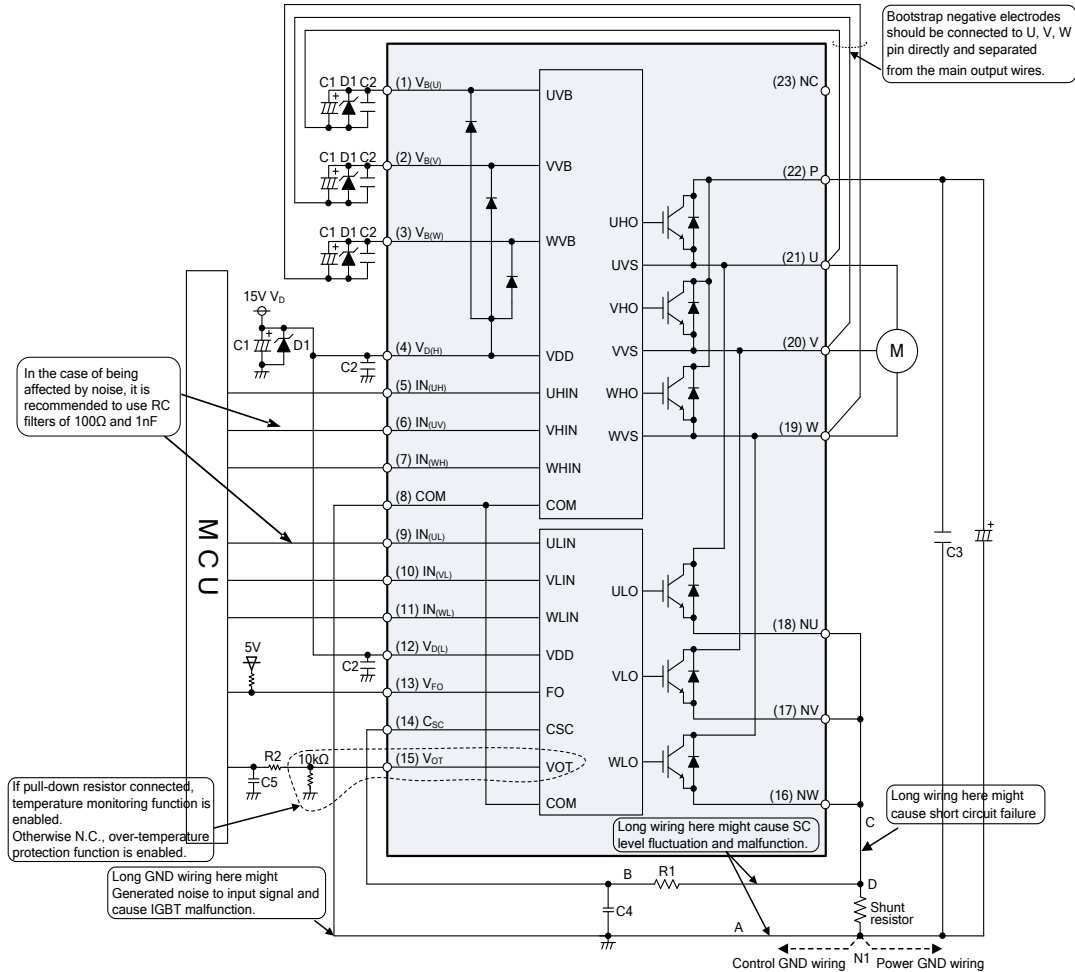 Bootstrap negative electrodes
should be connected to U, V, W
pin directly and separated
from the main output wires.
C1 D1 C2
+
(1) VB(U)
UVB
(23) NC
C1 D1 C2
+
(2) VB(V)
VVB
(22) P
C1 D1 C2
+
(3) VB(W)
WVB
UHO
UVS
(21) U
15V VD
C1
+
D1
C2
(4) VD(H)
VDD
VHO
VVS
(20) V
M
In the case of being
affected by noise, it is
recommended to use RC
filters of 100Ω and 1nF
(5) IN(UH)
UHIN
WHO
(6) IN(UV)
VHIN
WVS
(19) W
(7) IN(WH)
WHIN
(8) COM
COM
MCU
(9) IN(UL)
ULIN
C3
+
(10) IN(VL)
VLIN
ULO
(11) IN(WL)
WLIN
(18) NU
5V
C2
(12) VD(L)
VDD
(13) VFO
FO
VLO
(14) CSC
CSC
(17) NV
R2
10kΩ
(15) VOT
VOT
WLO
C5
COM
(16) NW
If pull-down resistor connected,
temperature monitoring function is
enabled.
Otherwise N.C., over-temperature
protection function is enabled.
Long wiring here might
cause short circuit failure
C
Long wiring here might cause SC
level fluctuation and malfunction.
Long GND wiring here might
Generated noise to input signal and
cause IGBT malfunction.
B
R1
D
C4
Shunt
resistor
A
Control GND wiring
N1
Power GND wiring